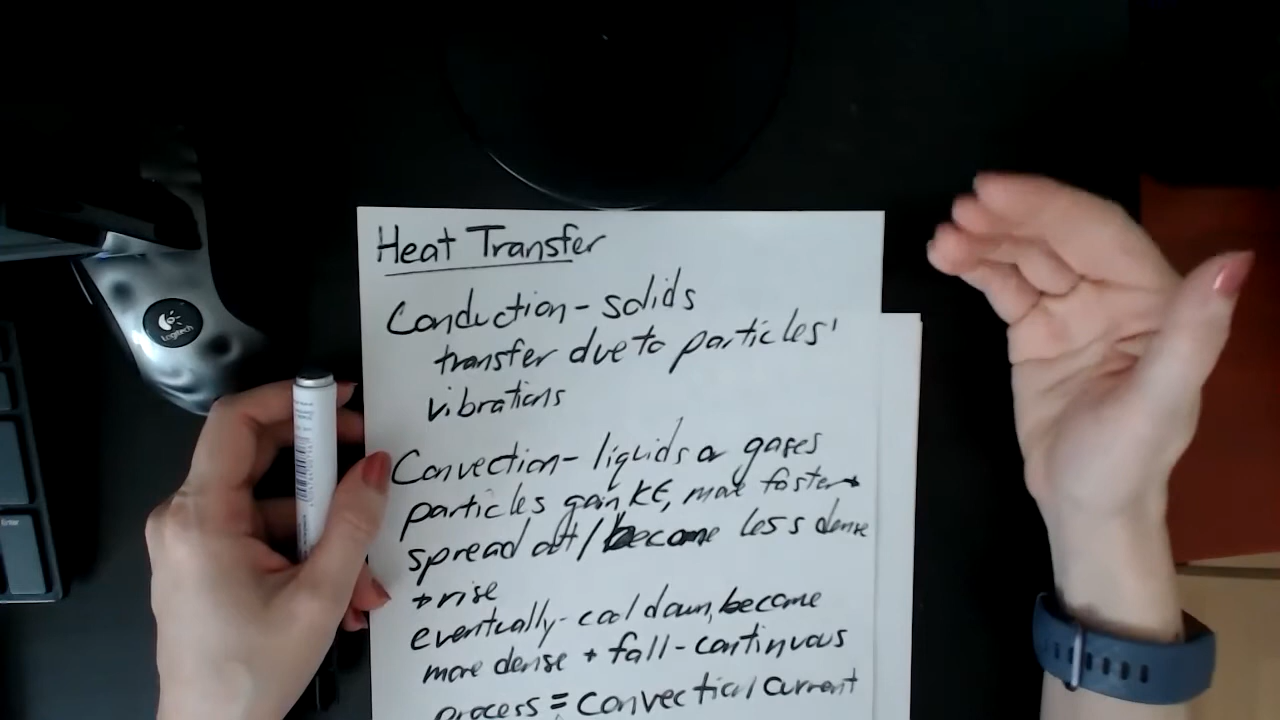 Heat Transfer
Conduction - solids
transfer due to particles'
vibrations
Convection - liquids or gases
particles gain KE, move faster +
spread out / become less dense
+ rise
eventually - cool down, become
more dense + fall - continuous
process = convection current
Logitech
Enter